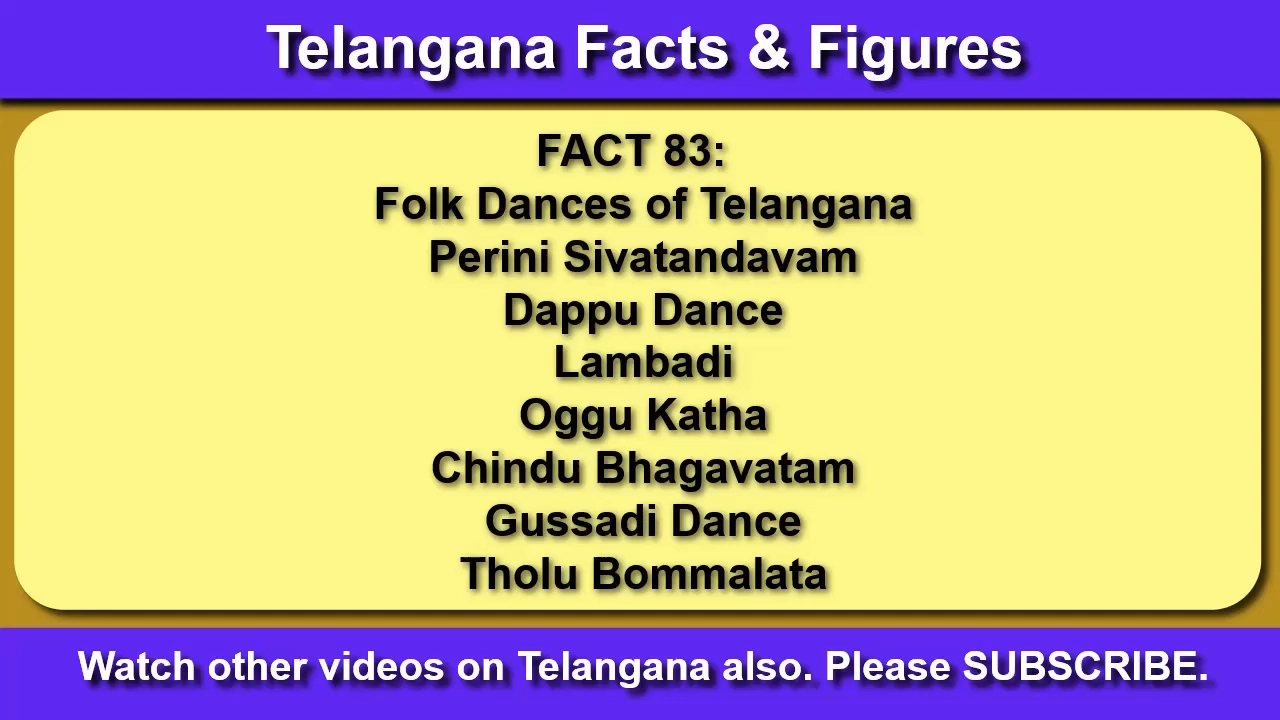 Telangana Facts & Figures
FACT 83:
Folk Dances of Telangana
Perini Sivatandavam
Dappu Dance
Lambadi
Oggu Katha
Chindu Bhagavatam
Gussadi Dance
Tholu Bommalata
Watch other videos on Telangana also. Please SUBSCRIBE.